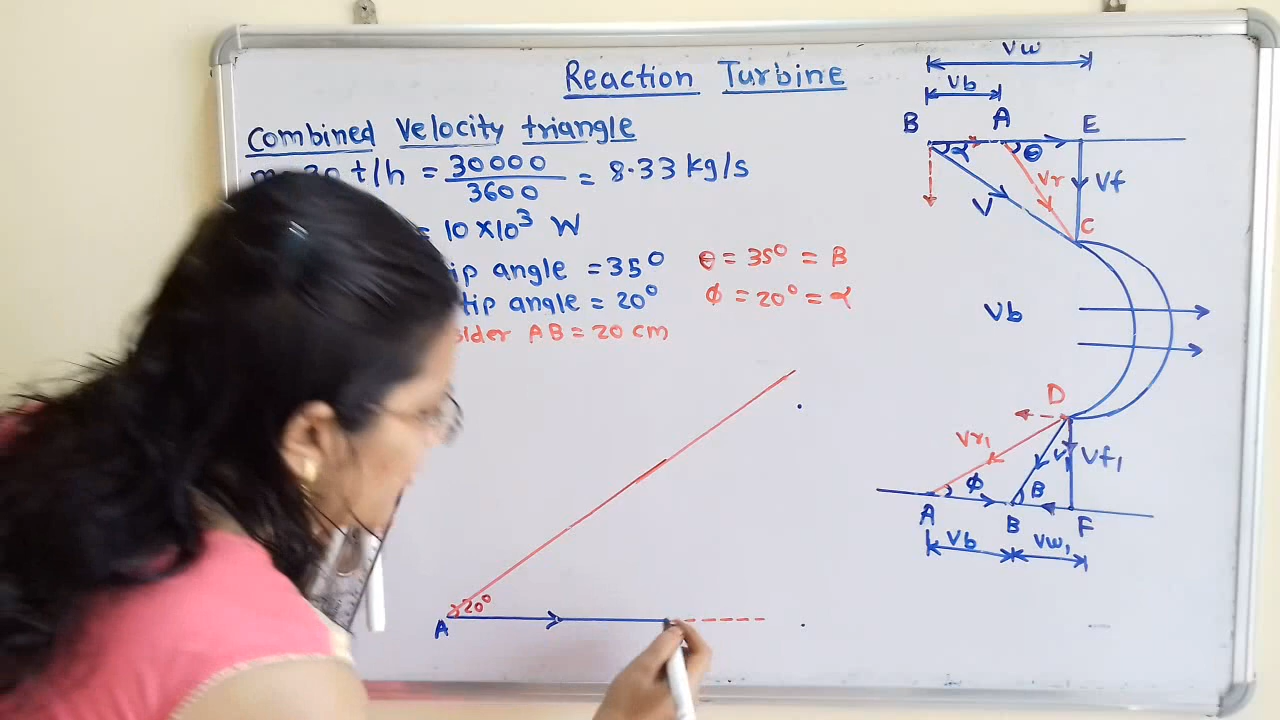 Reaction Turbine
Combined Velocity triangle
t/h = 30000 / 3600 = 8.33 kg/s
= 10 ×10³ W
tip angle = 35° θ = 35° = B
tip angle = 20° φ = 20° = α
AB = 20 cm
A 20°
Vw
Vb
B A E
α θ
V Vr Vf
C
Vb
D
Vr1 V1 Vf1
φ B
A B F
Vb Vw1